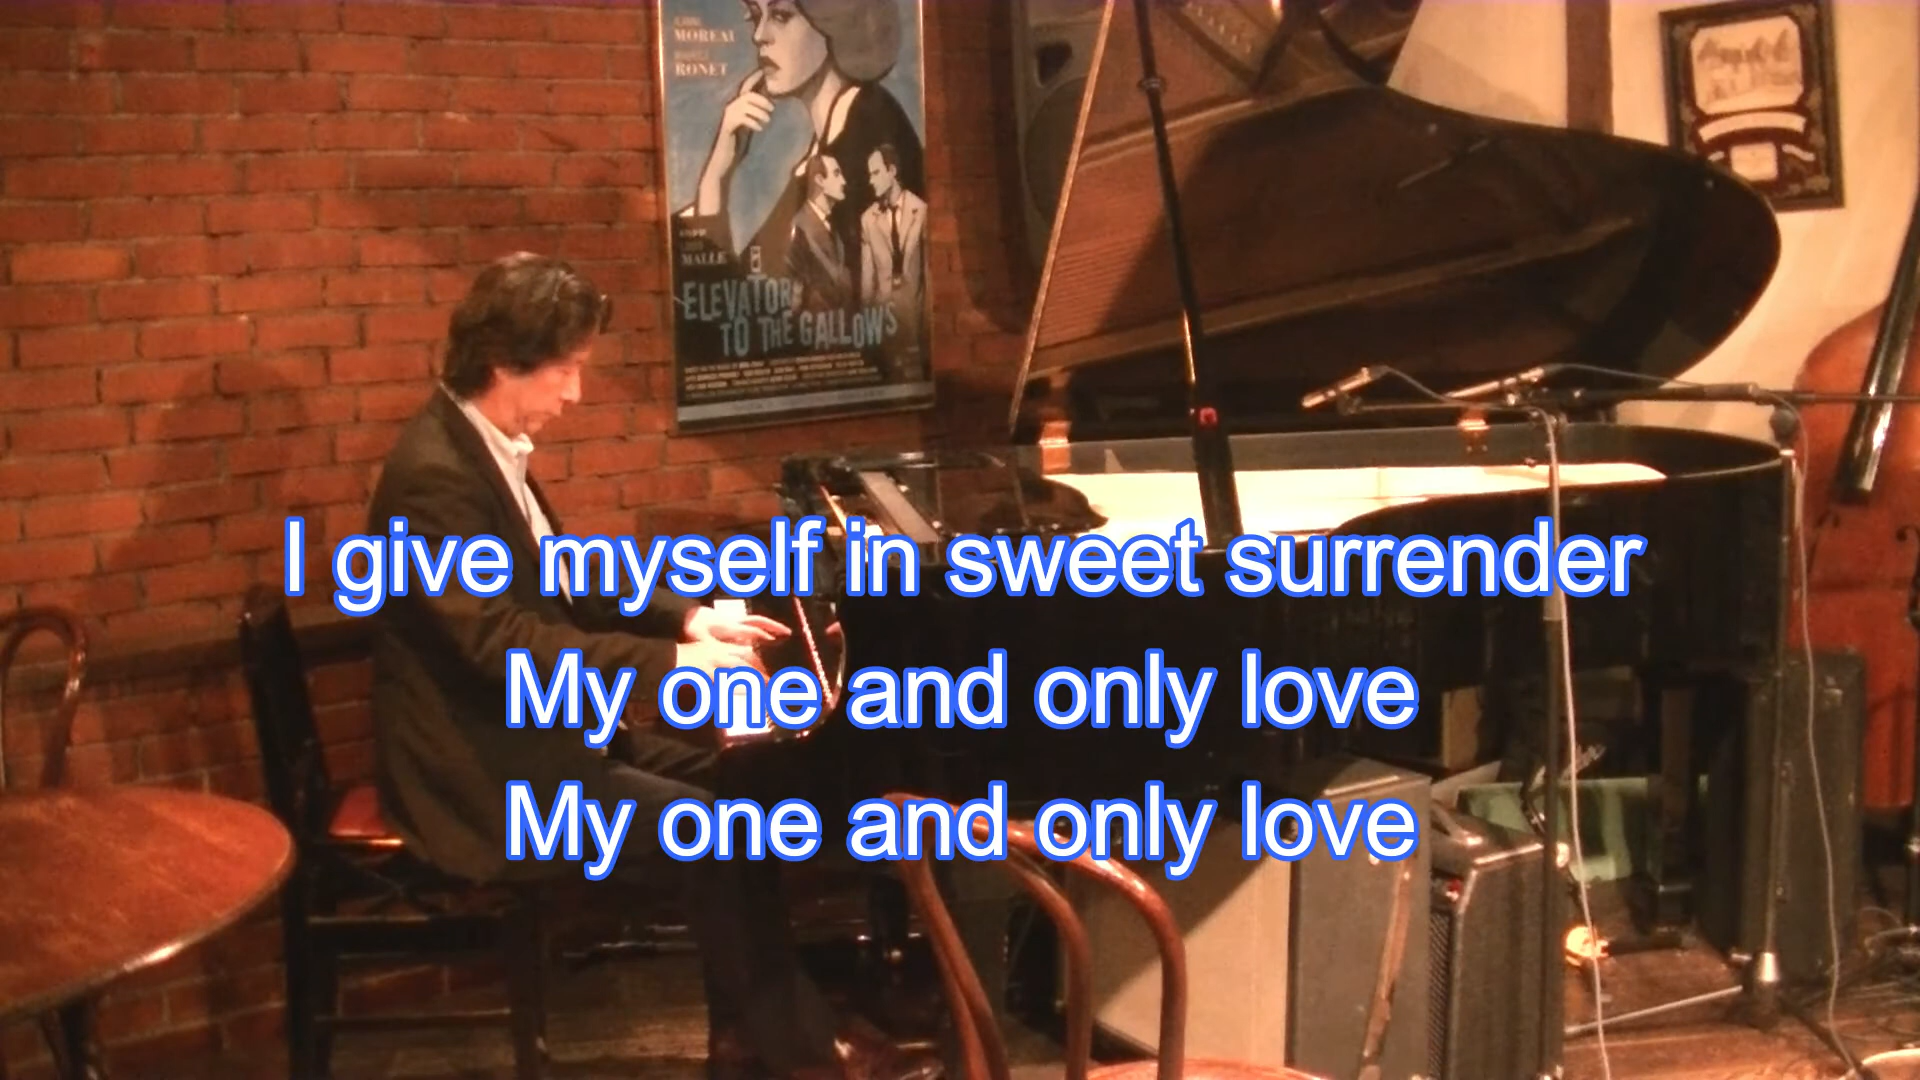 MOREAU
RONET
MALLE
ELEVATOR
TO THE GALLOWS
I give myself in sweet surrender
My one and only love
My one and only love